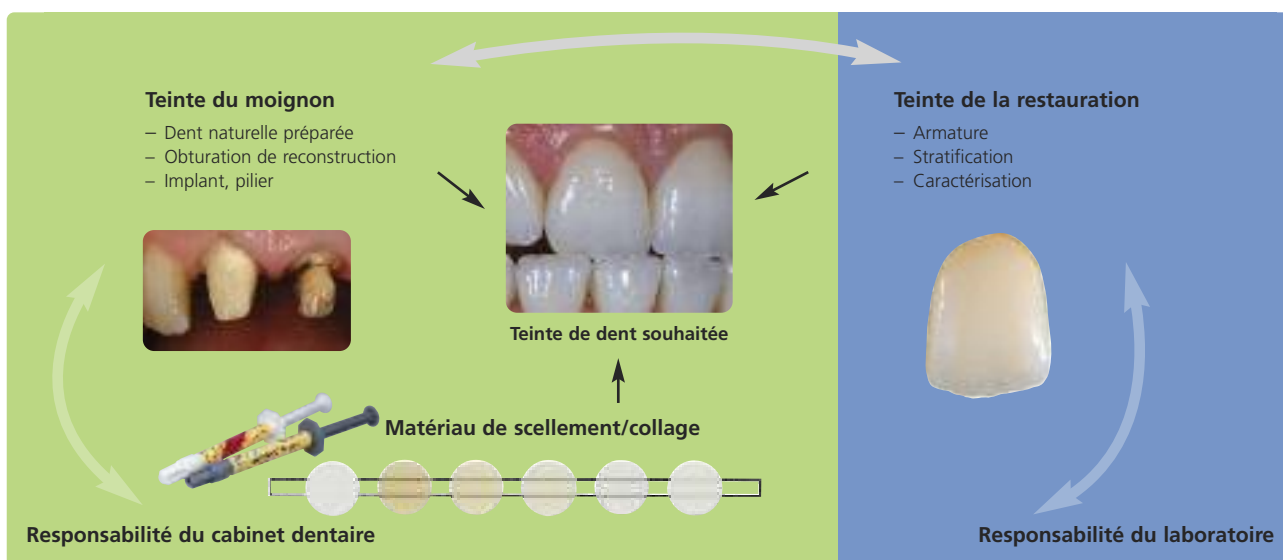 Teinte du moignon
– Dent naturelle préparée
– Obturation de reconstruction
– Implant, pilier
Teinte de la restauration
– Armature
– Stratification
– Caractérisation
Teinte de dent souhaitée
Matériau de scellement/collage
Responsabilité du cabinet dentaire
Responsabilité du laboratoire